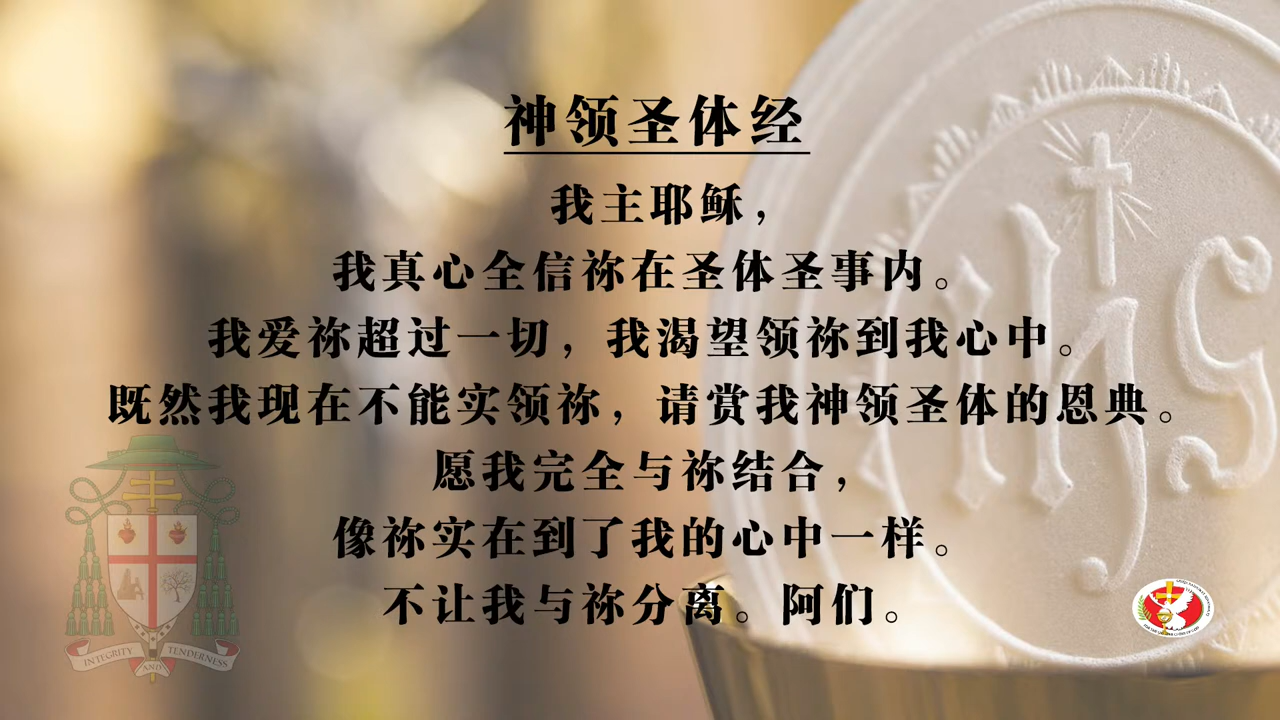 神领圣体经
我主耶稣，
我真心全信祢在圣体圣事内。
我爱祢超过一切，我渴望领祢到我心中。
既然我现在不能实领祢，请赏我神领圣体的恩典。
愿我完全与祢结合，
像祢实在到了我的心中一样。
不让我与祢分离。阿们。
INTEGRITY AND TENDERNESS
IHS